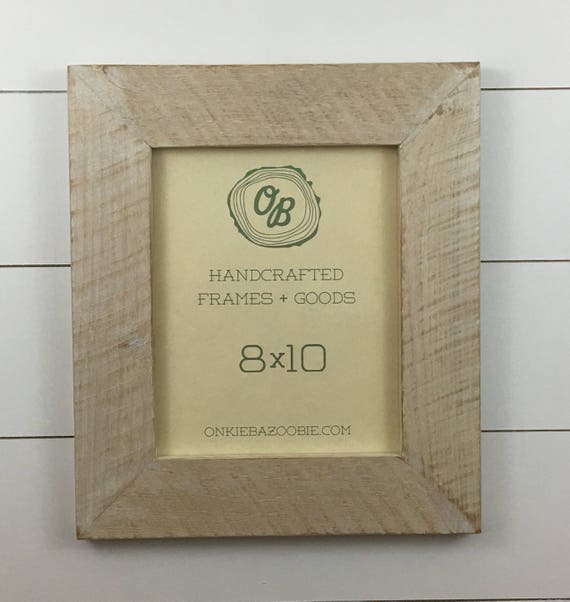 OB
HANDCRAFTED
FRAMES + GOODS
8x10
ONKIEBAZOOBIE.COM